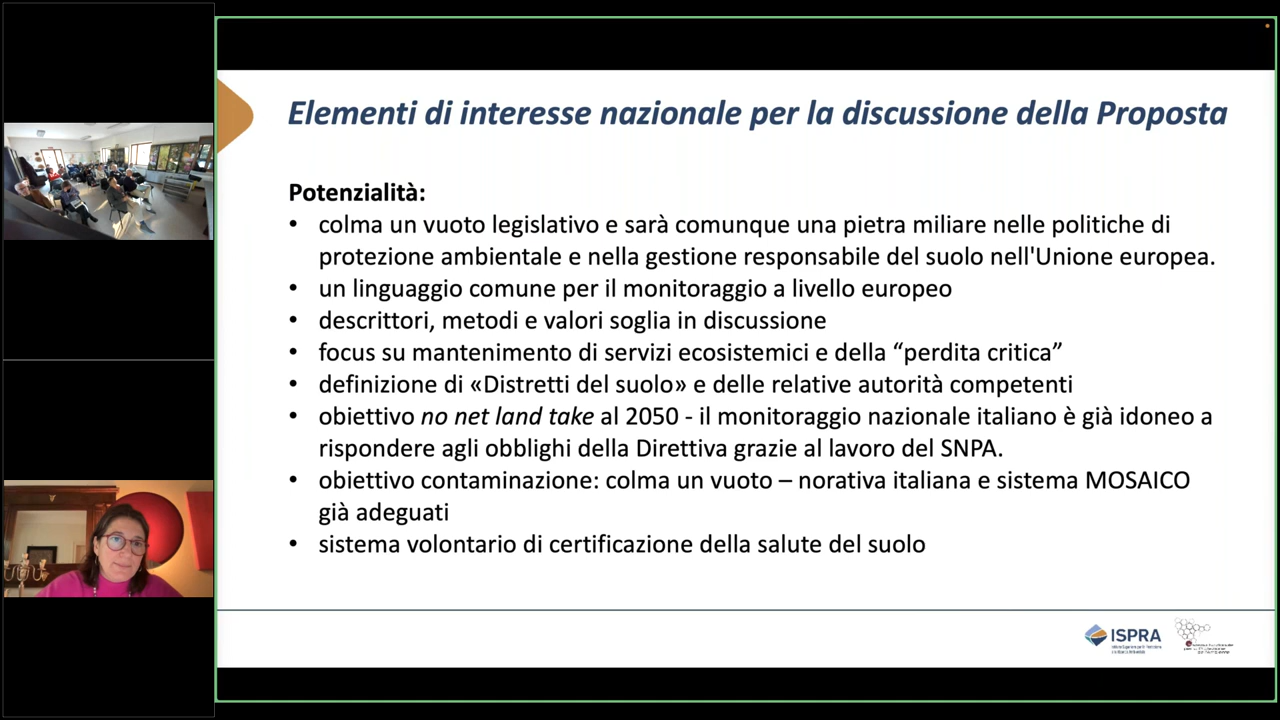 Elementi di interesse nazionale per la discussione della Proposta
Potenzialità:
• colma un vuoto legislativo e sarà comunque una pietra miliare nelle politiche di
protezione ambientale e nella gestione responsabile del suolo nell'Unione europea.
• un linguaggio comune per il monitoraggio a livello europeo
• descrittori, metodi e valori soglia in discussione
• focus su mantenimento di servizi ecosistemici e della “perdita critica”
• definizione di «Distretti del suolo» e delle relative autorità competenti
• obiettivo no net land take al 2050 - il monitoraggio nazionale italiano è già idoneo a
rispondere agli obblighi della Direttiva grazie al lavoro del SNPA.
• obiettivo contaminazione: colma un vuoto – norativa italiana e sistema MOSAICO
già adeguati
• sistema volontario di certificazione della salute del suolo
ISPRA